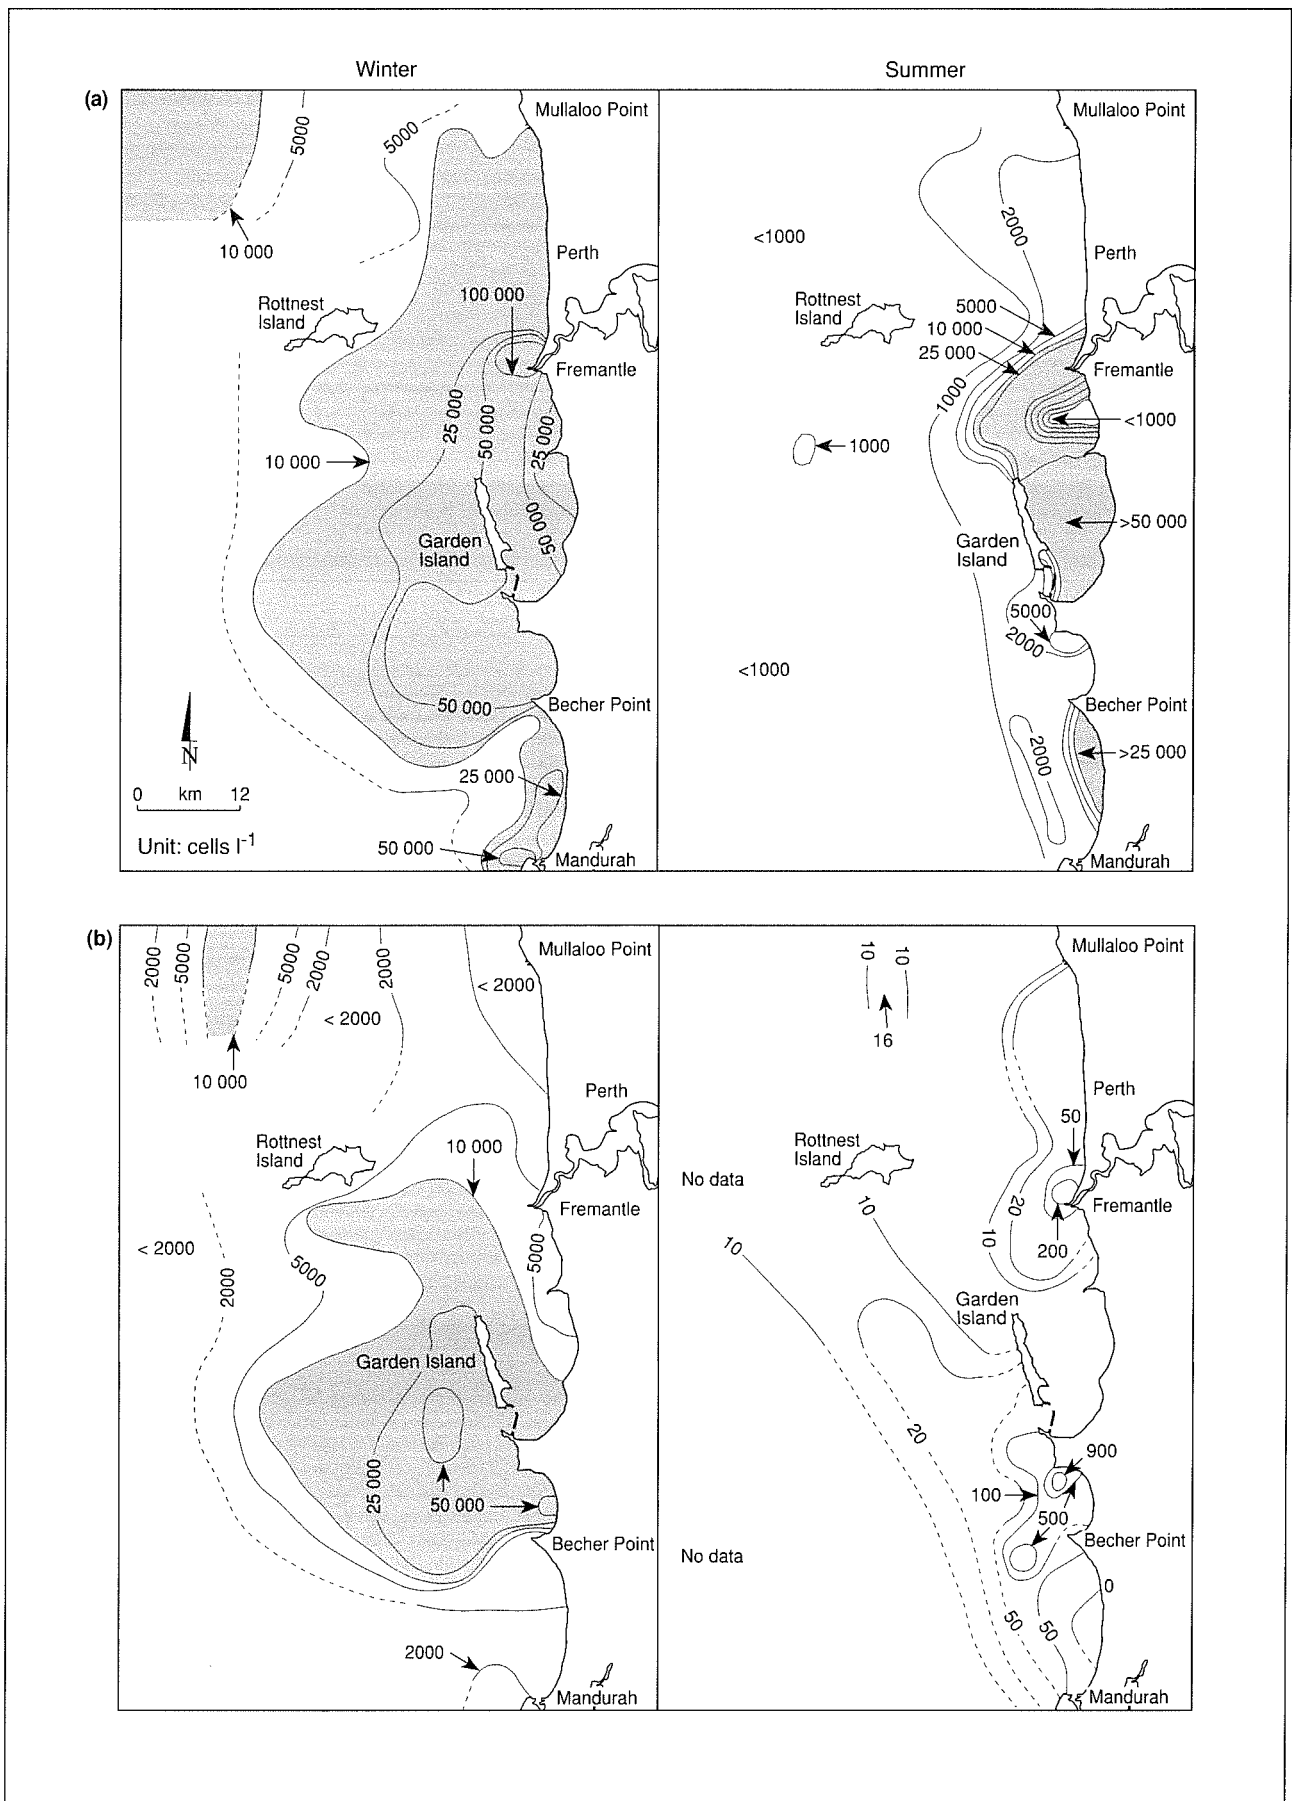 Winter
Summer
(a)
Mullaloo Point
5000
5000
10 000
Perth
Rottnest
Island
100 000
Fremantle
25 000
50 000
25 000
10 000
50 000
Garden
Island
50 000
Becher Point
N
0 km 12
25 000
Unit: cells l-1
50 000
Mandurah
Mullaloo Point
2000
<1000
Perth
Rottnest
Island
5000
10 000
25 000
Fremantle
1000
<1000
1000
>50 000
Garden
Island
5000
2000
<1000
Becher Point
2000
>25 000
Mandurah
(b)
2000
5000
5000
2000
2000
Mullaloo Point
< 2000
< 2000
10 000
Perth
Rottnest
Island
10 000
Fremantle
< 2000
2000
5000
5000
Garden Island
25 000
50 000
Becher Point
2000
Mandurah
10
10
Mullaloo Point
16
Perth
50
Rottnest
Island
No data
10
20
Fremantle
10
10
200
Garden
Island
20
900
100
500
No data
Becher Point
0
50
50
Mandurah